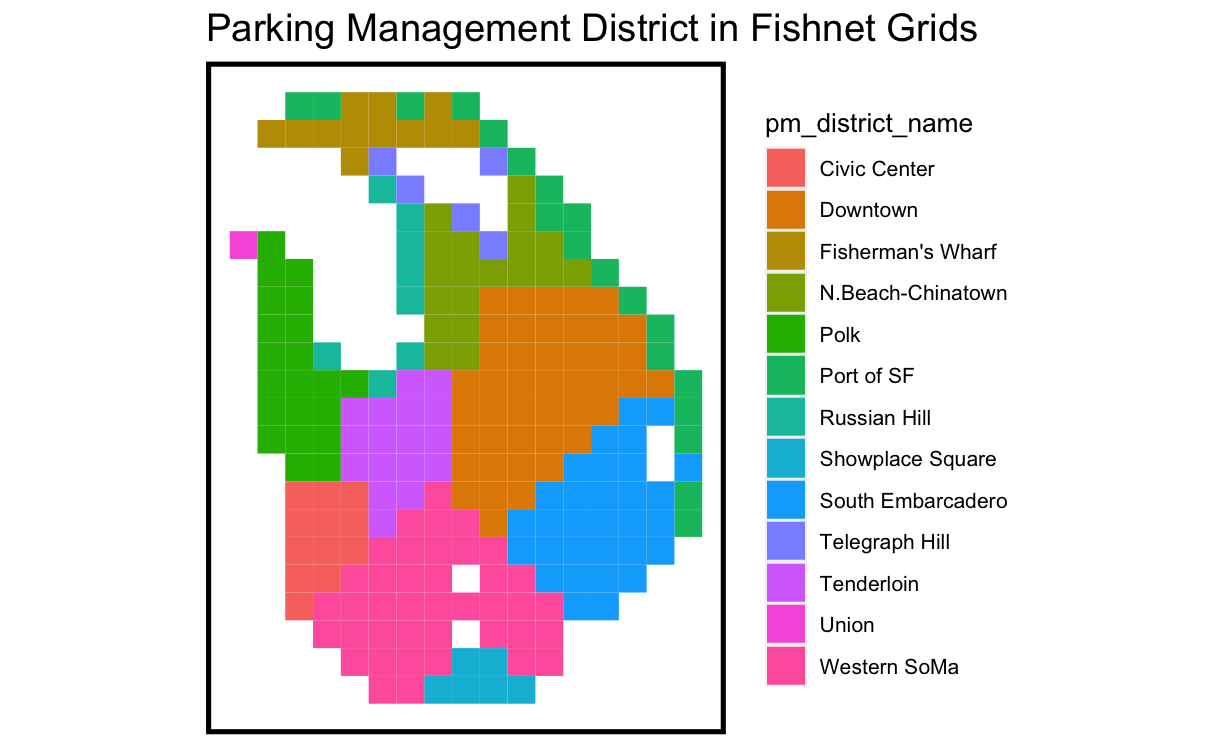 Parking Management District in Fishnet Grids
pm_district_name
Civic Center
Downtown
Fisherman's Wharf
N.Beach-Chinatown
Polk
Port of SF
Russian Hill
Showplace Square
South Embarcadero
Telegraph Hill
Tenderloin
Union
Western SoMa